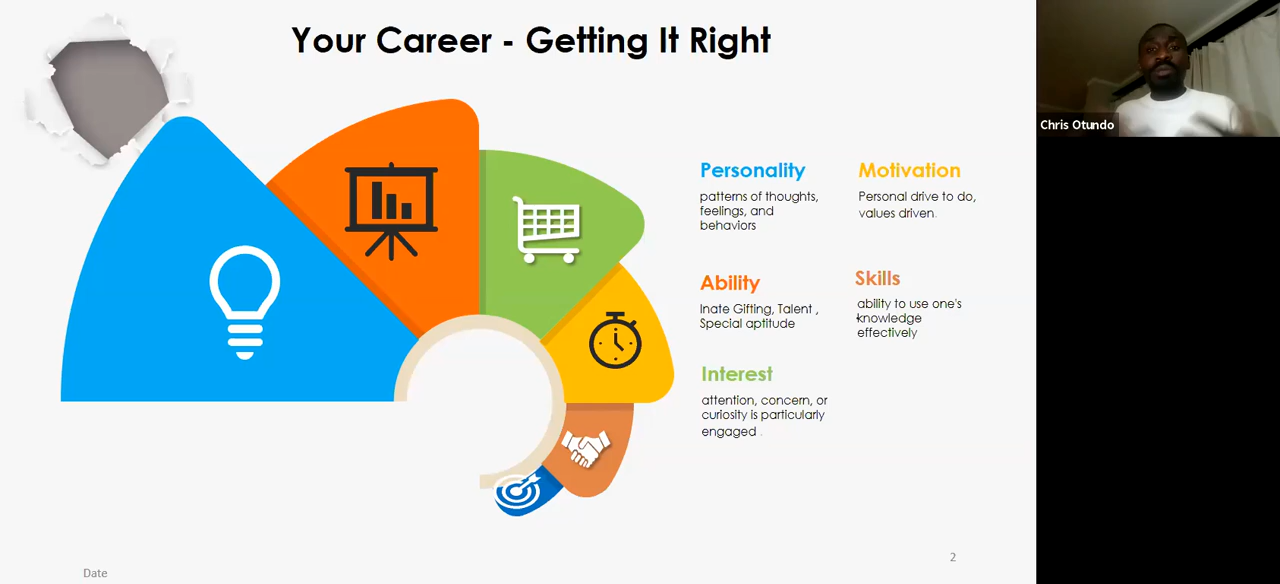 Your Career - Getting It Right
Chris Otundo
Personality
patterns of thoughts,
feelings, and
behaviors
Motivation
Personal drive to do,
values driven.
Ability
Inate Gifting, Talent ,
Special aptitude
Skills
ability to use one's
knowledge
effectively
Interest
attention, concern, or
curiosity is particularly
engaged .
2
Date